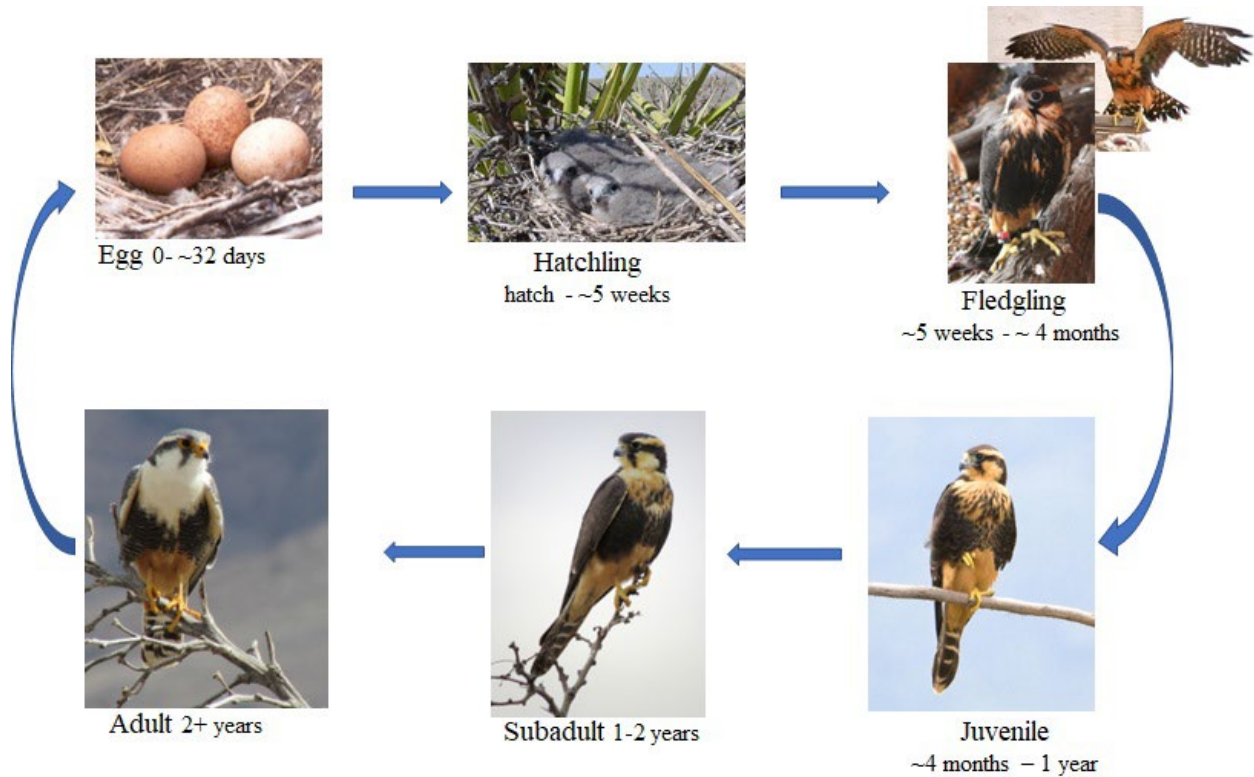 Egg 0- ~32 days
Hatchling
hatch - ~5 weeks
Fledgling
~5 weeks - ~ 4 months
Adult 2+ years
Subadult 1-2 years
Juvenile
~4 months – 1 year